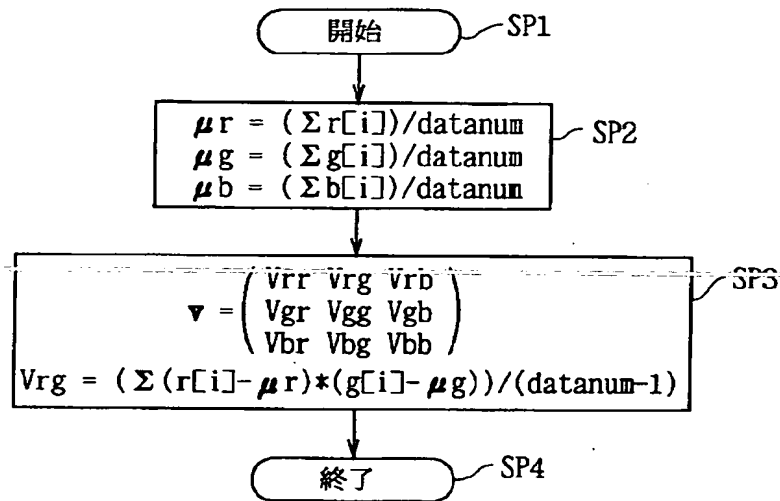 開始
SP1
μr = (Σr[i])/datanum
μg = (Σg[i])/datanum
μb = (Σb[i])/datanum
SP2
Vrr Vrg Vrb
V = ( Vgr Vgg Vgb )
Vbr Vbg Vbb
Vrg = (Σ(r[i]-μr)*(g[i]-μg))/(datanum-1)
SP3
終了
SP4